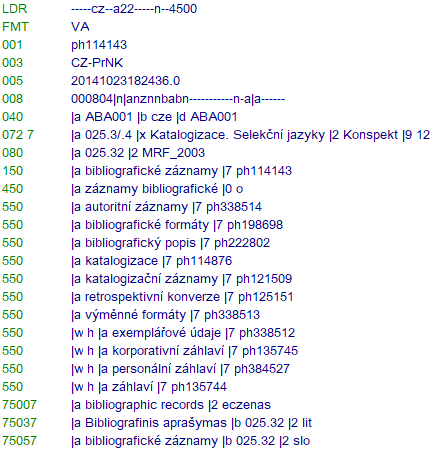 LDR -----cz--a22-----n--4500
FMT VA
001 ph114143
003 CZ-PrNK
005 20141023182436.0
008 000804|n|anznnbabn-----------n-a|a------
040 |a ABA001 |b cze |d ABA001
072 7 |a 025.3/.4 |x Katalogizace. Selekční jazyky |2 Konspekt |9 12
080 |a 025.32 |2 MRF_2003
150 |a bibliografické záznamy |7 ph114143
450 |a záznamy bibliografické |0 o
550 |a autoritní záznamy |7 ph338514
550 |a bibliografické formáty |7 ph198698
550 |a bibliografický popis |7 ph222802
550 |a katalogizace |7 ph114876
550 |a katalogizační záznamy |7 ph121509
550 |a retrospektivní konverze |7 ph125151
550 |a výměnné formáty |7 ph338513
550 |w h |a exemplářové údaje |7 ph338512
550 |w h |a korporativní záhlaví |7 ph135745
550 |w h |a personální záhlaví |7 ph384527
550 |w h |a záhlaví |7 ph135744
75007 |a bibliographic records |2 eczenas
75037 |a Bibliografinis aprašymas |b 025.32 |2 lit
75057 |a bibliografické záznamy |b 025.32 |2 slo